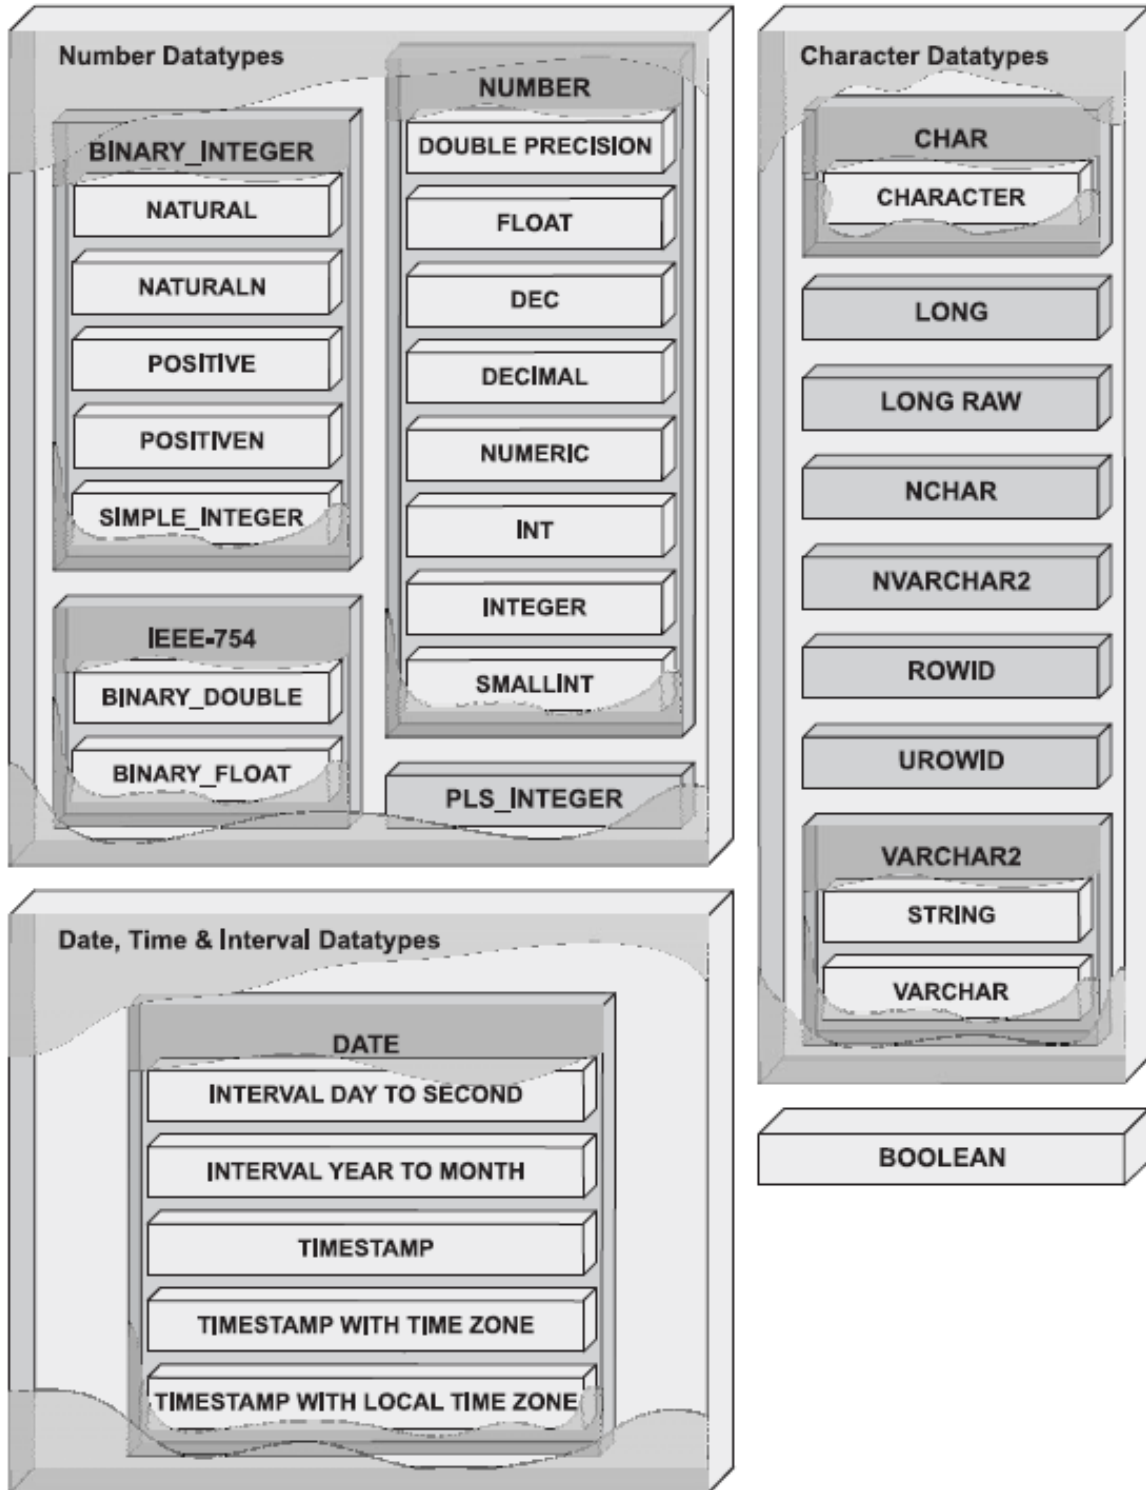 Number Datatypes
BINARY_INTEGER
NATURAL
NATURALN
POSITIVE
POSITIVEN
SIMPLE_INTEGER
IEEE-754
BINARY_DOUBLE
BINARY_FLOAT
NUMBER
DOUBLE PRECISION
FLOAT
DEC
DECIMAL
NUMERIC
INT
INTEGER
SMALLINT
PLS_INTEGER
Date, Time & Interval Datatypes
DATE
INTERVAL DAY TO SECOND
INTERVAL YEAR TO MONTH
TIMESTAMP
TIMESTAMP WITH TIME ZONE
TIMESTAMP WITH LOCAL TIME ZONE
Character Datatypes
CHAR
CHARACTER
LONG
LONG RAW
NCHAR
NVARCHAR2
ROWID
UROWID
VARCHAR2
STRING
VARCHAR
BOOLEAN